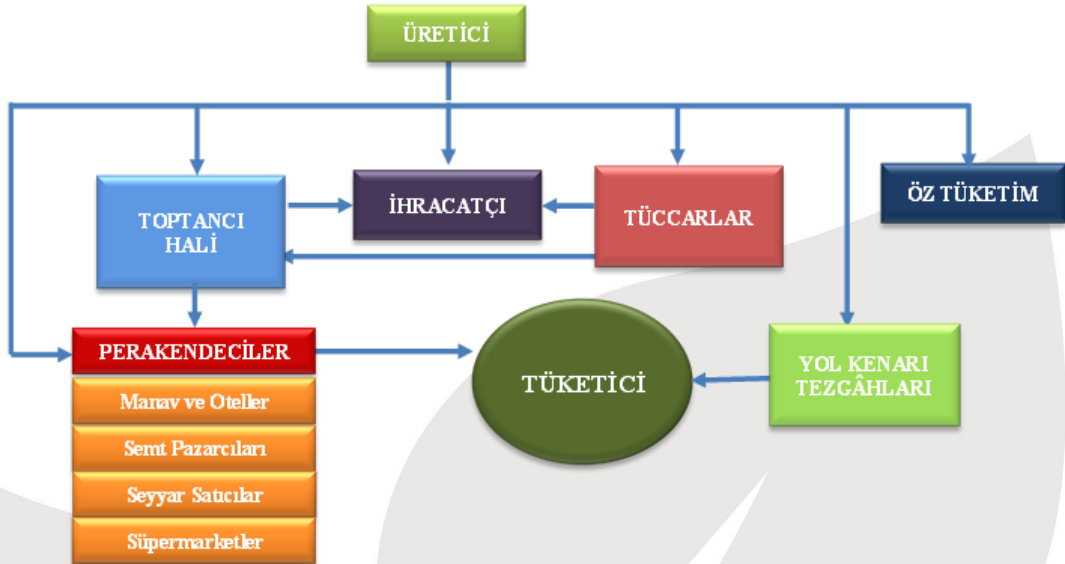 ÜRETİCİ
TOPTANCI
HALİ
İHRACATÇI
TÜCCARLAR
ÖZ TÜKETİM
PERAKENDECİLER
Manav ve Oteller
Semt Pazarcıları
Seyyar Satıcılar
Süpermarketler
TÜKETİCİ
YOL KENARI
TEZGÂHLARI